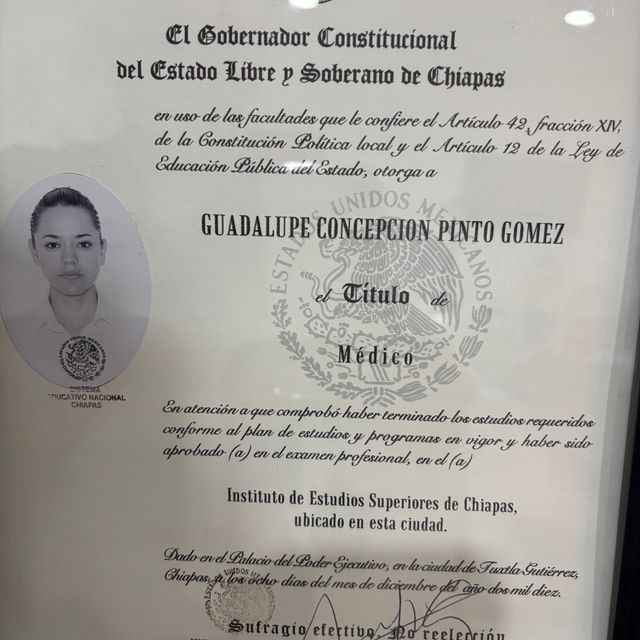 El Gobernador Constitucional
del Estado Libre y Soberano de Chiapas
en uso de las facultades que le confiere el Artículo 42, fracción XIV,
de la Constitución Política local y el Artículo 12 de la Ley de
Educación Pública del Estado, otorga a
ESTADOS UNIDOS MEXICANOS
GUADALUPE CONCEPCION PINTO GOMEZ
el Título de
Médico
SISTEMA
EDUCATIVO NACIONAL
CHIAPAS
En atención a que comprobó haber terminado los estudios requeridos
conforme al plan de estudios y programas en vigor y haber sido
aprobado (a) en el examen profesional, en el (a)
Instituto de Estudios Superiores de Chiapas,
ubicado en esta ciudad.
Dado en el Palacio del Poder Ejecutivo, en la ciudad de Tuxtla Gutiérrez,
Chiapas, a los ocho días del mes de diciembre del año dos mil diez.
Sufragio efectivo. No reelección